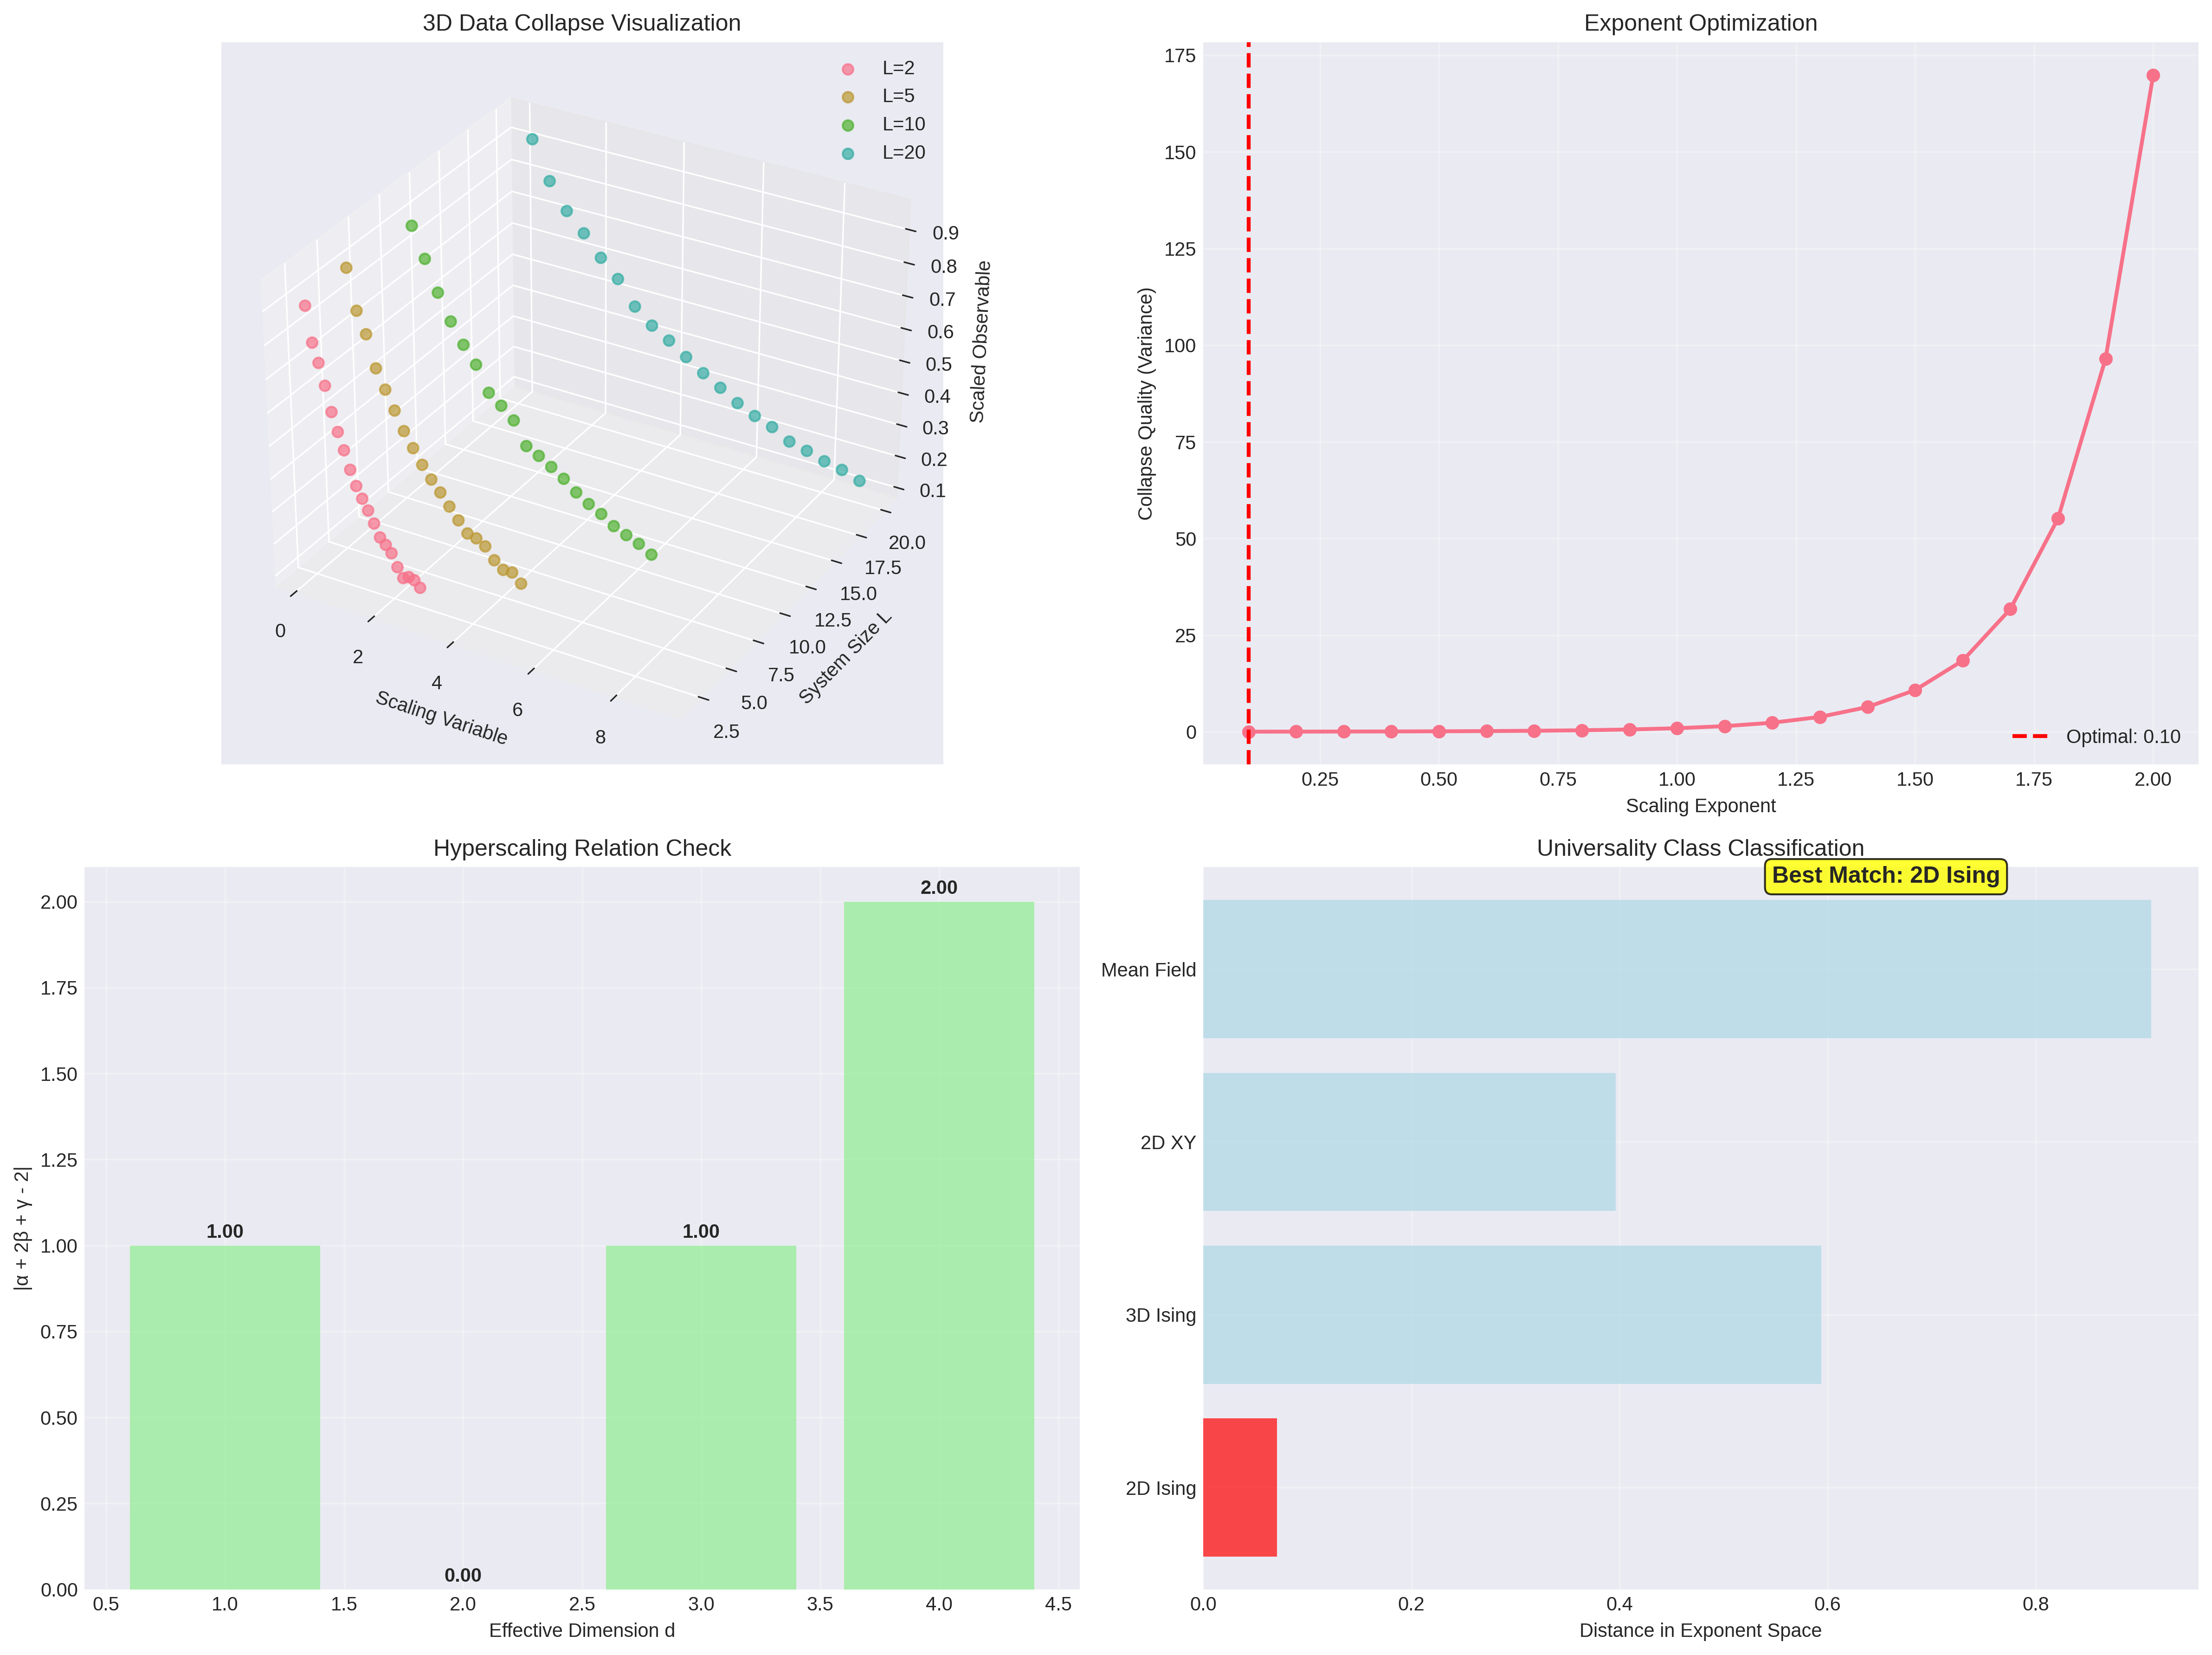 3D Data Collapse Visualization
L=2
L=5
L=10
L=20
0.9
0.8
0.7
0.6
0.5
0.4
0.3
0.2
0.1
Scaled Observable
20.0
17.5
15.0
12.5
10.0
7.5
5.0
2.5
System Size L
0
2
4
6
8
Scaling Variable
Exponent Optimization
175
150
125
100
75
50
25
0
Collapse Quality (Variance)
Optimal: 0.10
0.25 0.50 0.75 1.00 1.25 1.50 1.75 2.00
Scaling Exponent
Hyperscaling Relation Check
2.00
1.75
1.50
1.25
1.00
0.75
0.50
0.25
0.00
|α + 2β + γ - 2|
1.00
0.00
1.00
2.00
0.5 1.0 1.5 2.0 2.5 3.0 3.5 4.0 4.5
Effective Dimension d
Universality Class Classification
Best Match: 2D Ising
Mean Field
2D XY
3D Ising
2D Ising
0.0 0.2 0.4 0.6 0.8
Distance in Exponent Space